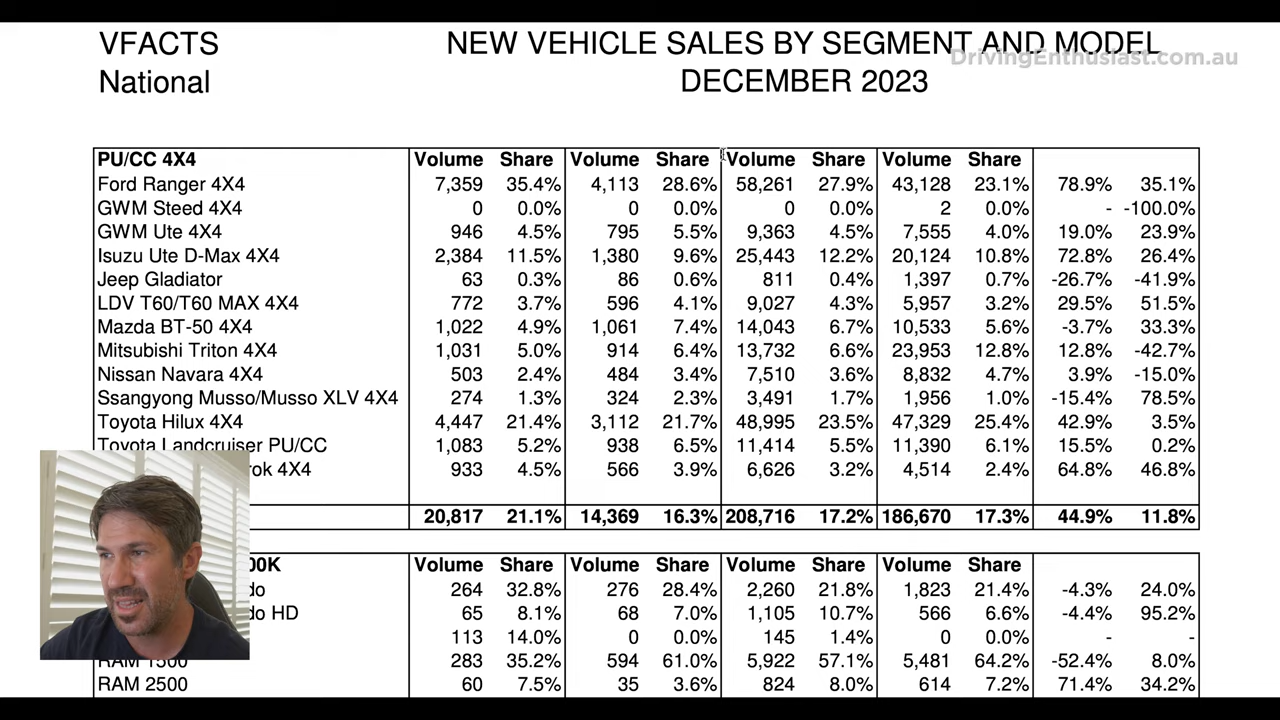 VFACTS
NEW VEHICLE SALES BY SEGMENT AND MODEL
DrivingEnthusiast.com.au
National
DECEMBER 2023
PU/CC 4X4 Volume Share Volume Share Volume Share Volume Share
Ford Ranger 4X4 7,359 35.4% 4,113 28.6% 58,261 27.9% 43,128 23.1% 78.9% 35.1%
GWM Steed 4X4 0 0.0% 0 0.0% 0 0.0% 2 0.0% - -100.0%
GWM Ute 4X4 946 4.5% 795 5.5% 9,363 4.5% 7,555 4.0% 19.0% 23.9%
Isuzu Ute D-Max 4X4 2,384 11.5% 1,380 9.6% 25,443 12.2% 20,124 10.8% 72.8% 26.4%
Jeep Gladiator 63 0.3% 86 0.6% 811 0.4% 1,397 0.7% -26.7% -41.9%
LDV T60/T60 MAX 4X4 772 3.7% 596 4.1% 9,027 4.3% 5,957 3.2% 29.5% 51.5%
Mazda BT-50 4X4 1,022 4.9% 1,061 7.4% 14,043 6.7% 10,533 5.6% -3.7% 33.3%
Mitsubishi Triton 4X4 1,031 5.0% 914 6.4% 13,732 6.6% 23,953 12.8% 12.8% -42.7%
Nissan Navara 4X4 503 2.4% 484 3.4% 7,510 3.6% 8,832 4.7% 3.9% -15.0%
Ssangyong Musso/Musso XLV 4X4 274 1.3% 324 2.3% 3,491 1.7% 1,956 1.0% -15.4% 78.5%
Toyota Hilux 4X4 4,447 21.4% 3,112 21.7% 48,995 23.5% 47,329 25.4% 42.9% 3.5%
Toyota Landcruiser PU/CC 1,083 5.2% 938 6.5% 11,414 5.5% 11,390 6.1% 15.5% 0.2%
rok 4X4 933 4.5% 566 3.9% 6,626 3.2% 4,514 2.4% 64.8% 46.8%
20,817 21.1% 14,369 16.3% 208,716 17.2% 186,670 17.3% 44.9% 11.8%
00K Volume Share Volume Share Volume Share Volume Share
do 264 32.8% 276 28.4% 2,260 21.8% 1,823 21.4% -4.3% 24.0%
do HD 65 8.1% 68 7.0% 1,105 10.7% 566 6.6% -4.4% 95.2%
113 14.0% 0 0.0% 145 1.4% 0 0.0% - -
RAM 1500 283 35.2% 594 61.0% 5,922 57.1% 5,481 64.2% -52.4% 8.0%
RAM 2500 60 7.5% 35 3.6% 824 8.0% 614 7.2% 71.4% 34.2%